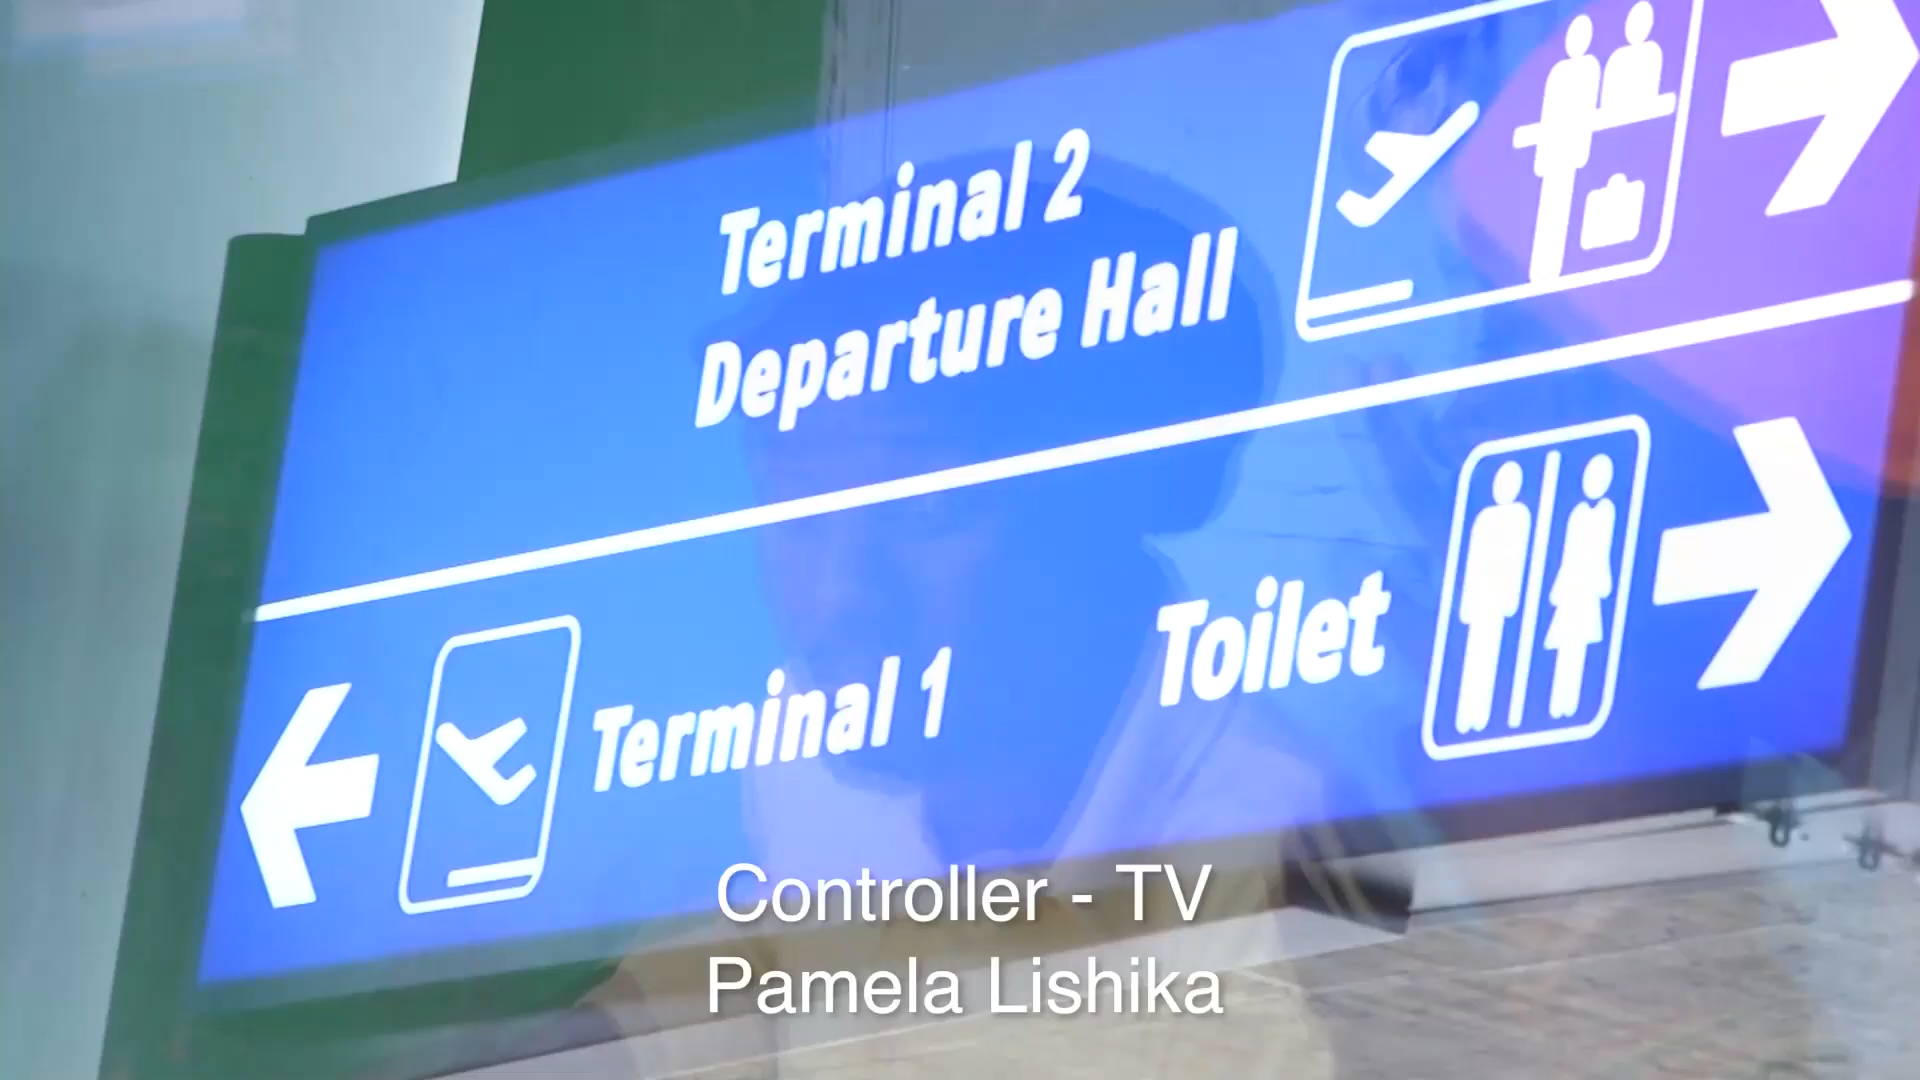 Terminal 2
Departure Hall
Terminal 1
Toilet
Controller - TV
Pamela Lishika